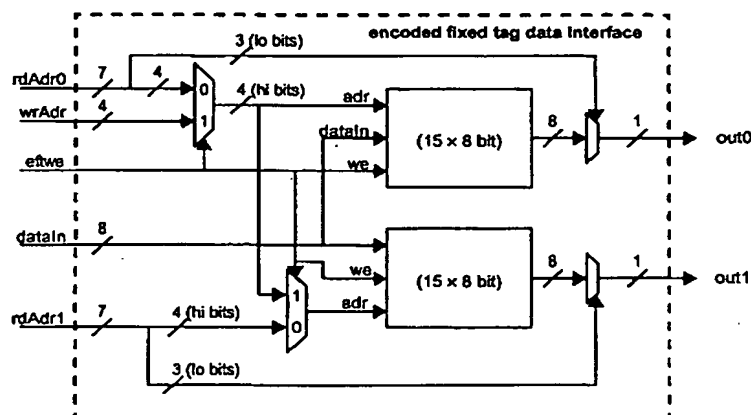 encoded fixed tag data interface
3 (lo bits)
rdAdr0
7
4
0
4 (hi bits)
adr
wrAdr
4
1
dataIn
(15 × 8 bit)
8
1
out0
eftwe
we
dataIn
8
we
(15 × 8 bit)
8
1
out1
1
adr
rdAdr1
7
4 (hi bits)
0
3 (lo bits)